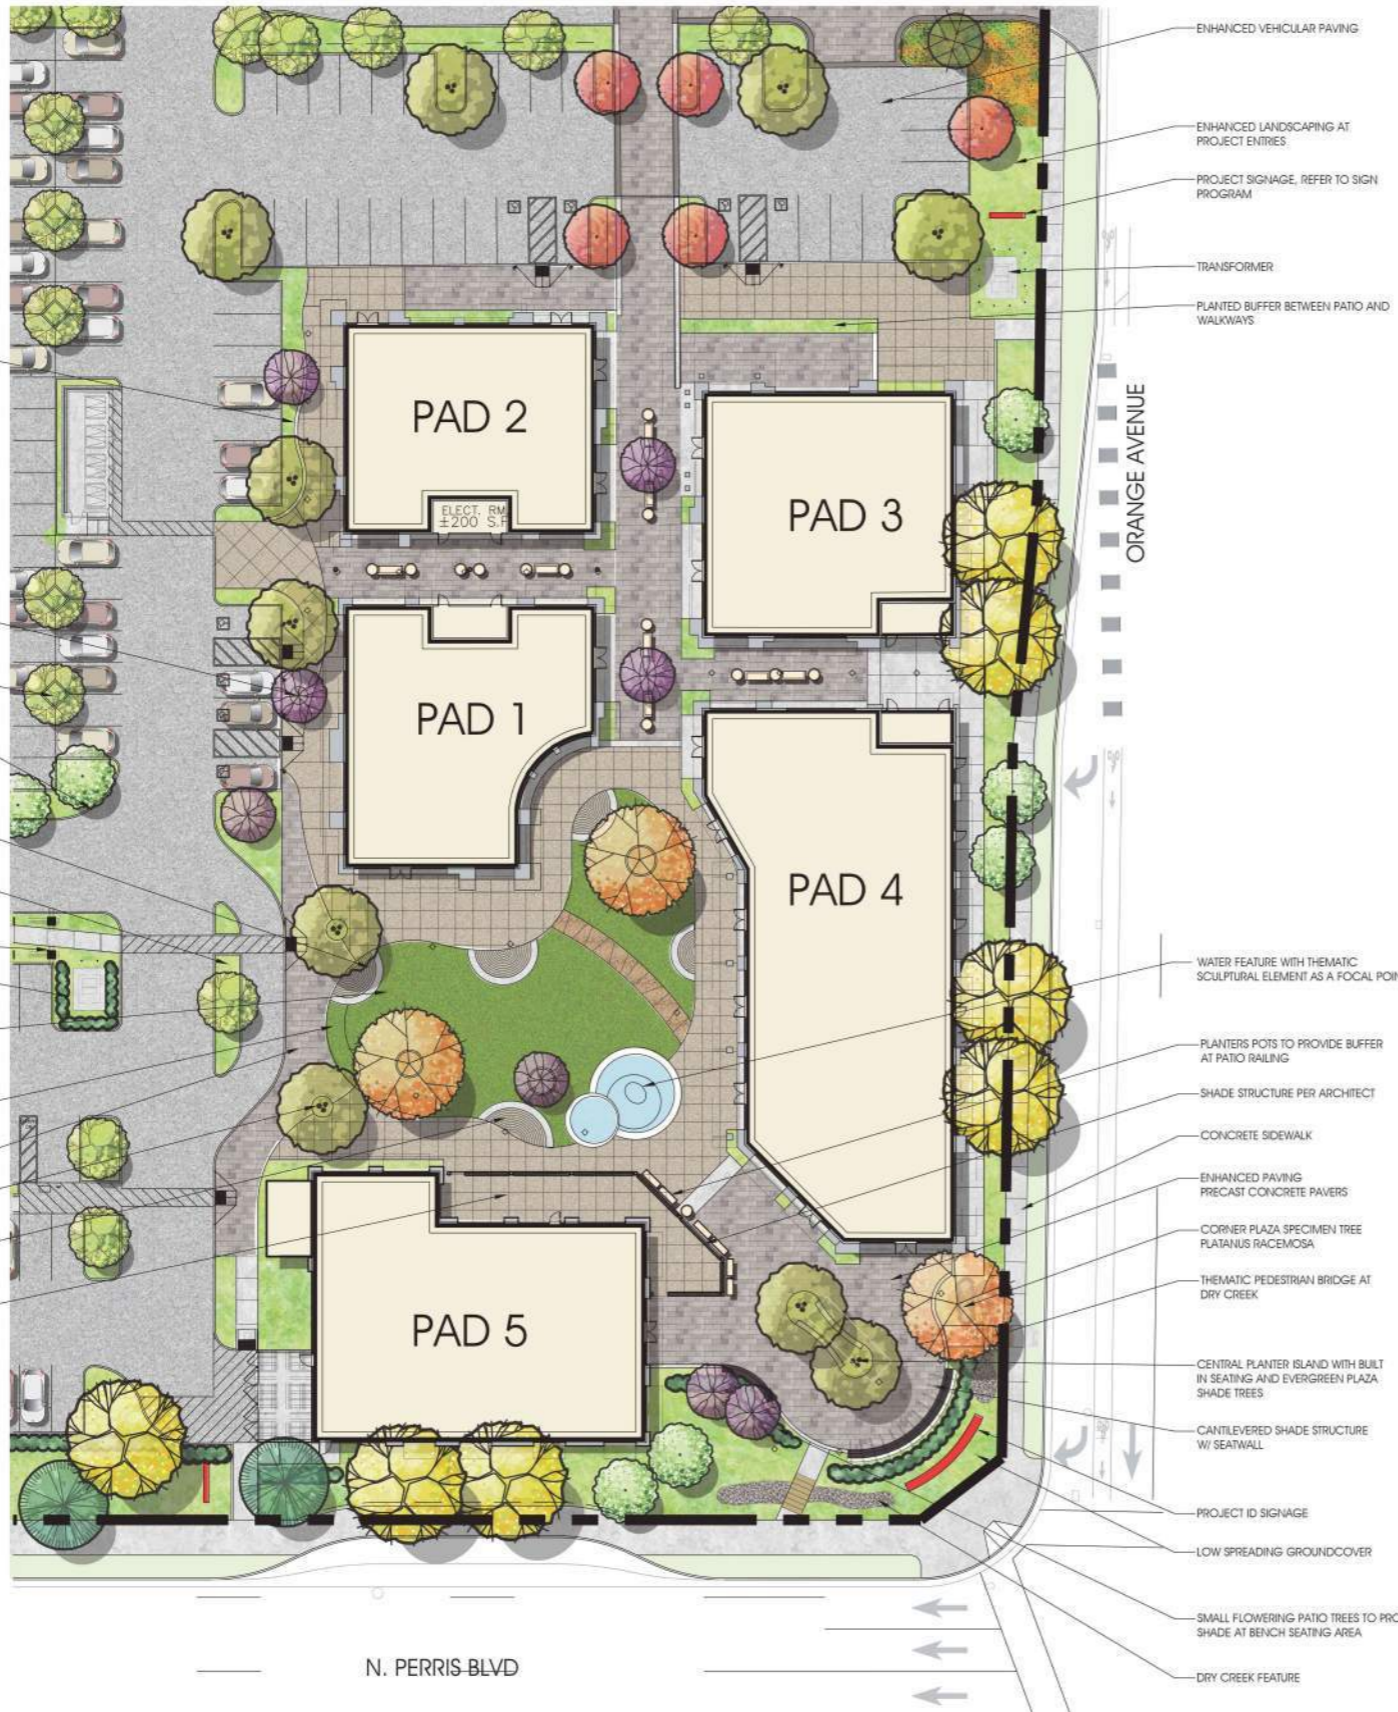 ENHANCED VEHICULAR PAVING
ENHANCED LANDSCAPING AT
PROJECT ENTRIES
PROJECT SIGNAGE, REFER TO SIGN
PROGRAM
TRANSFORMER
PLANTED BUFFER BETWEEN PATIO AND
WALKWAYS
ORANGE AVENUE
PAD 2
ELECT. RM
±200 S.F
PAD 3
PAD 1
PAD 4
PAD 5
WATER FEATURE WITH THEMATIC
SCULPTURAL ELEMENT AS A FOCAL POIN
PLANTERS POTS TO PROVIDE BUFFER
AT PATIO RAILING
SHADE STRUCTURE PER ARCHITECT
CONCRETE SIDEWALK
ENHANCED PAVING
PRECAST CONCRETE PAVERS
CORNER PLAZA SPECIMEN TREE
PLATANUS RACEMOSA
THEMATIC PEDESTRIAN BRIDGE AT
DRY CREEK
CENTRAL PLANTER ISLAND WITH BUILT
IN SEATING AND EVERGREEN PLAZA
SHADE TREES
CANTILEVERED SHADE STRUCTURE
W/ SEATWALL
PROJECT ID SIGNAGE
LOW SPREADING GROUNDCOVER
SMALL FLOWERING PATIO TREES TO PRO
SHADE AT BENCH SEATING AREA
DRY CREEK FEATURE
N. PERRIS BLVD